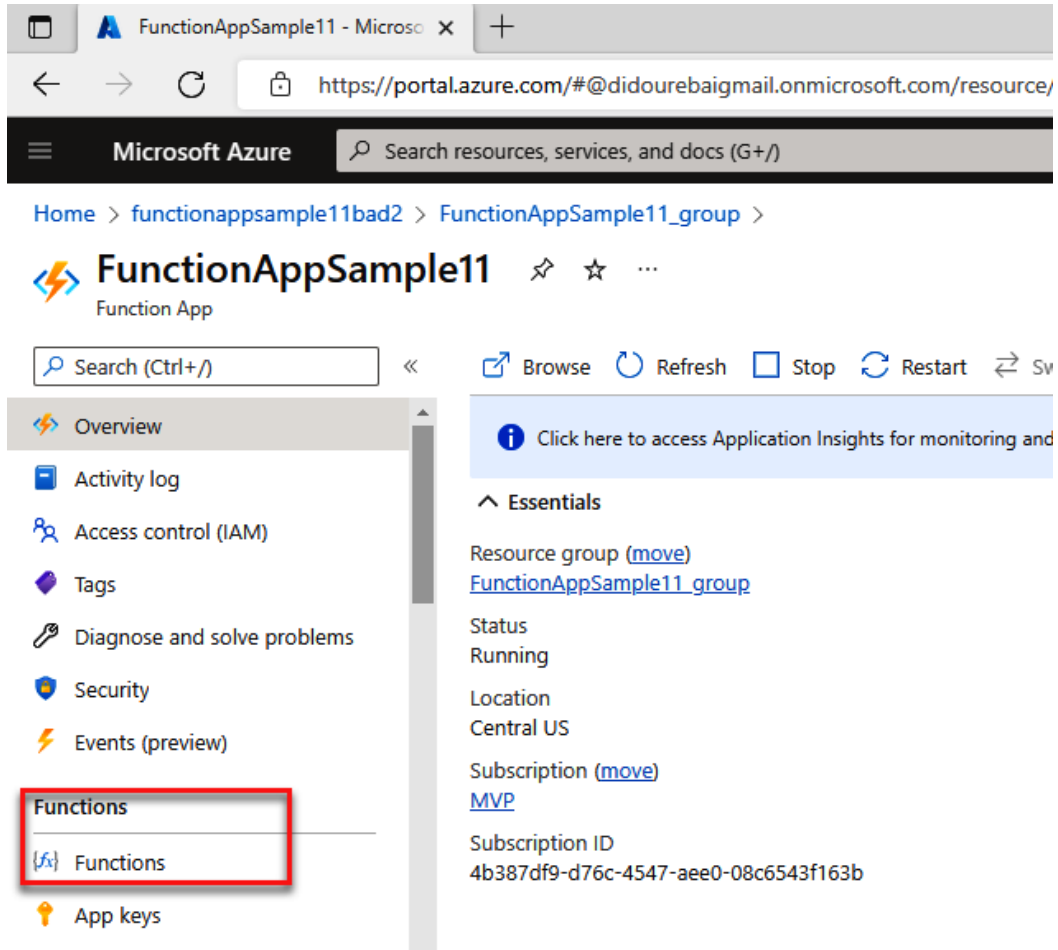 FunctionAppSample11 - Microso
https://portal.azure.com/#@didourebaigmail.onmicrosoft.com/resource/
Microsoft Azure
Search resources, services, and docs (G+/)
Home > functionappsample11bad2 > FunctionAppSample11_group >
FunctionAppSample11 ...
Function App
Search (Ctrl+/) «
Browse Refresh Stop Restart Sw
Overview
Activity log
Access control (IAM)
Tags
Diagnose and solve problems
Security
Events (preview)
Functions
Functions
App keys
Click here to access Application Insights for monitoring and
Essentials
Resource group (move)
FunctionAppSample11_group
Status
Running
Location
Central US
Subscription (move)
MVP
Subscription ID
4b387df9-d76c-4547-aee0-08c6543f163b